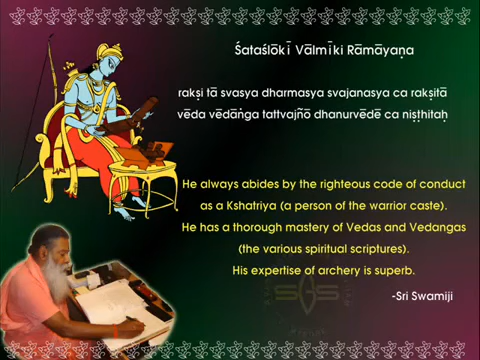 Śataślōkī Vālmīki Rāmāyaṇa
rakṣi tā svasya dharmasya svajanasya ca rakṣitā
vēda vēdāṅga tattvajñō dhanurvēdē ca niṣṭhitaḥ
He always abides by the righteous code of conduct
as a Kshatriya (a person of the warrior caste).
He has a thorough mastery of Vedas and Vedangas
(the various spiritual scriptures).
His expertise of archery is superb.
-Sri Swamiji